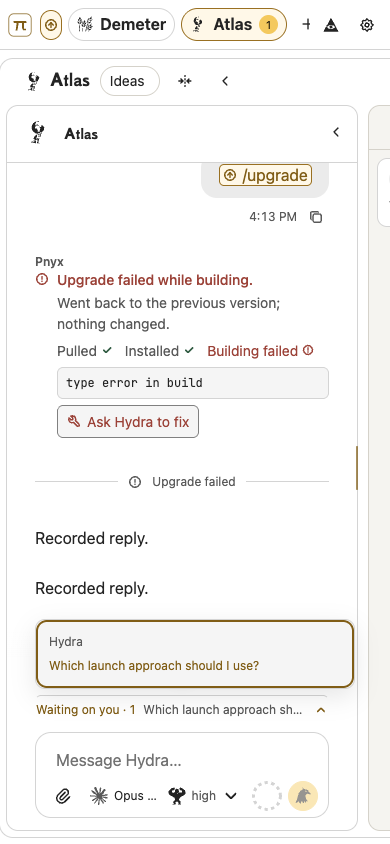 π
Demeter
Atlas
1
Atlas
Ideas
Atlas
/upgrade
4:13 PM
Pnyx
Upgrade failed while building.
Went back to the previous version;
nothing changed.
Pulled ✓ Installed ✓ Building failed
type error in build
Ask Hydra to fix
Upgrade failed
Recorded reply.
Recorded reply.
Hydra
Which launch approach should I use?
Waiting on you · 1 Which launch approach sh...
Message Hydra...
Opus ... high